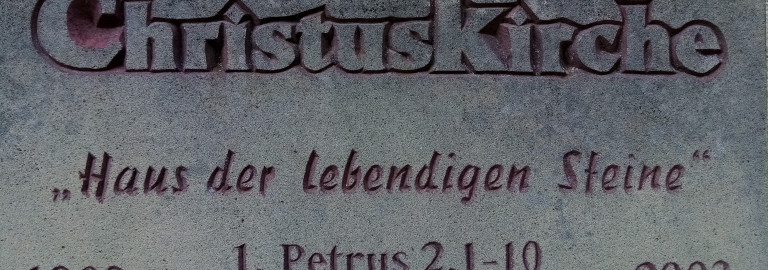 ChristusKirche
„Haus der lebendigen Steine“
1. Petrus 2,1-10